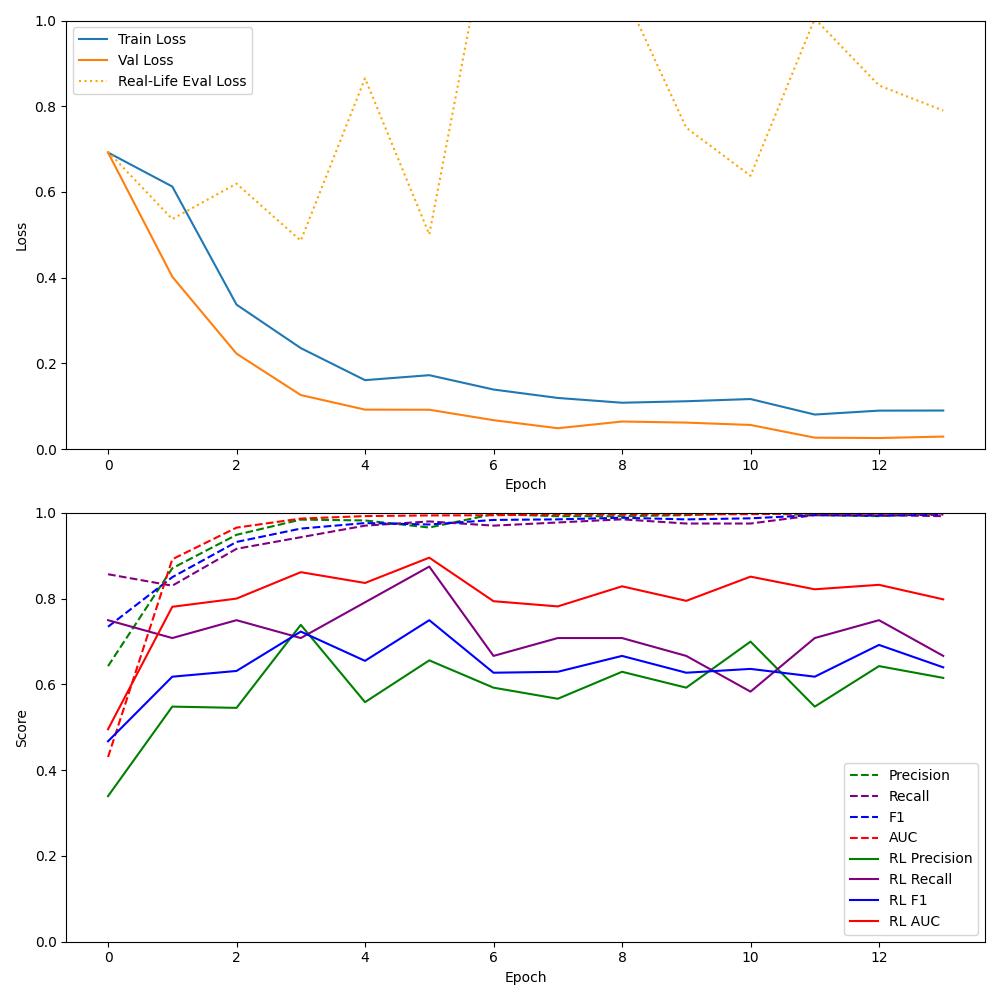 1.0
0.8
0.6
0.4
0.2
0.0
Loss
Train Loss
Val Loss
Real-Life Eval Loss
0 2 4 6 8 10 12
Epoch
1.0
0.8
0.6
0.4
0.2
0.0
Score
Precision
Recall
F1
AUC
RL Precision
RL Recall
RL F1
RL AUC
0 2 4 6 8 10 12
Epoch